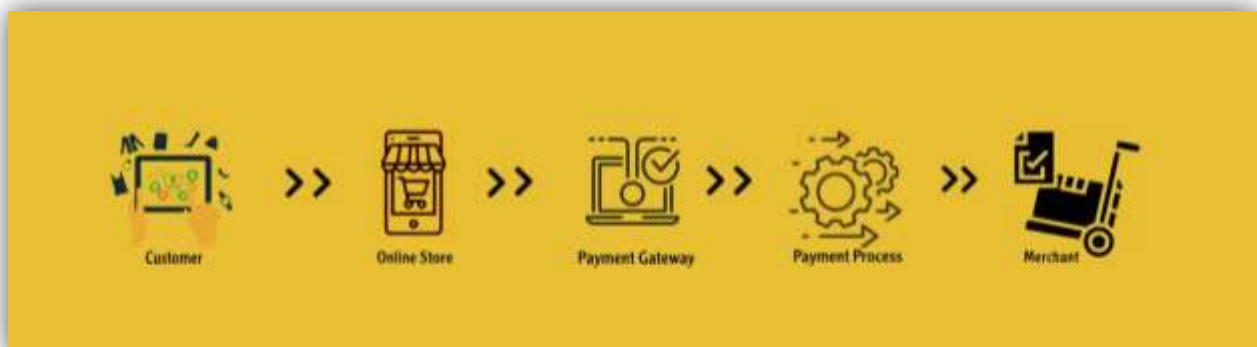 Customer
Online Store
Payment Gateway
Payment Process
Merchant